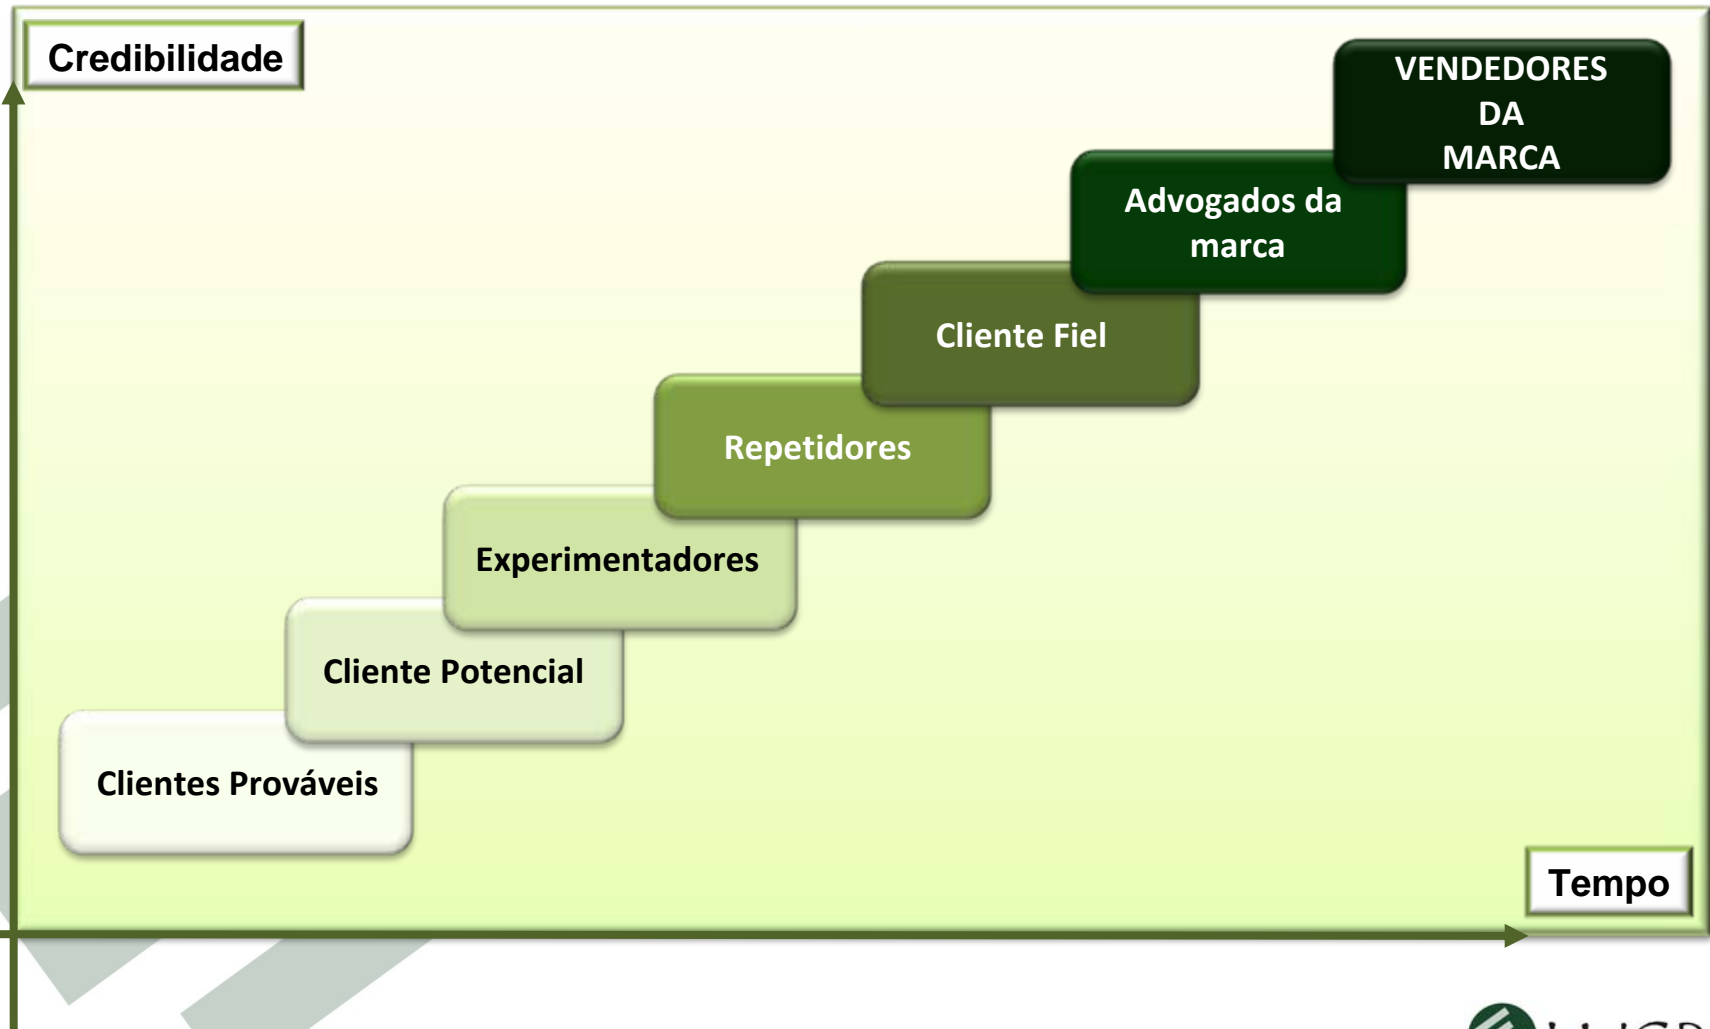 Credibilidade
VENDEDORES
DA
MARCA
Advogados da
marca
Cliente Fiel
Repetidores
Experimentadores
Cliente Potencial
Clientes Prováveis
Tempo